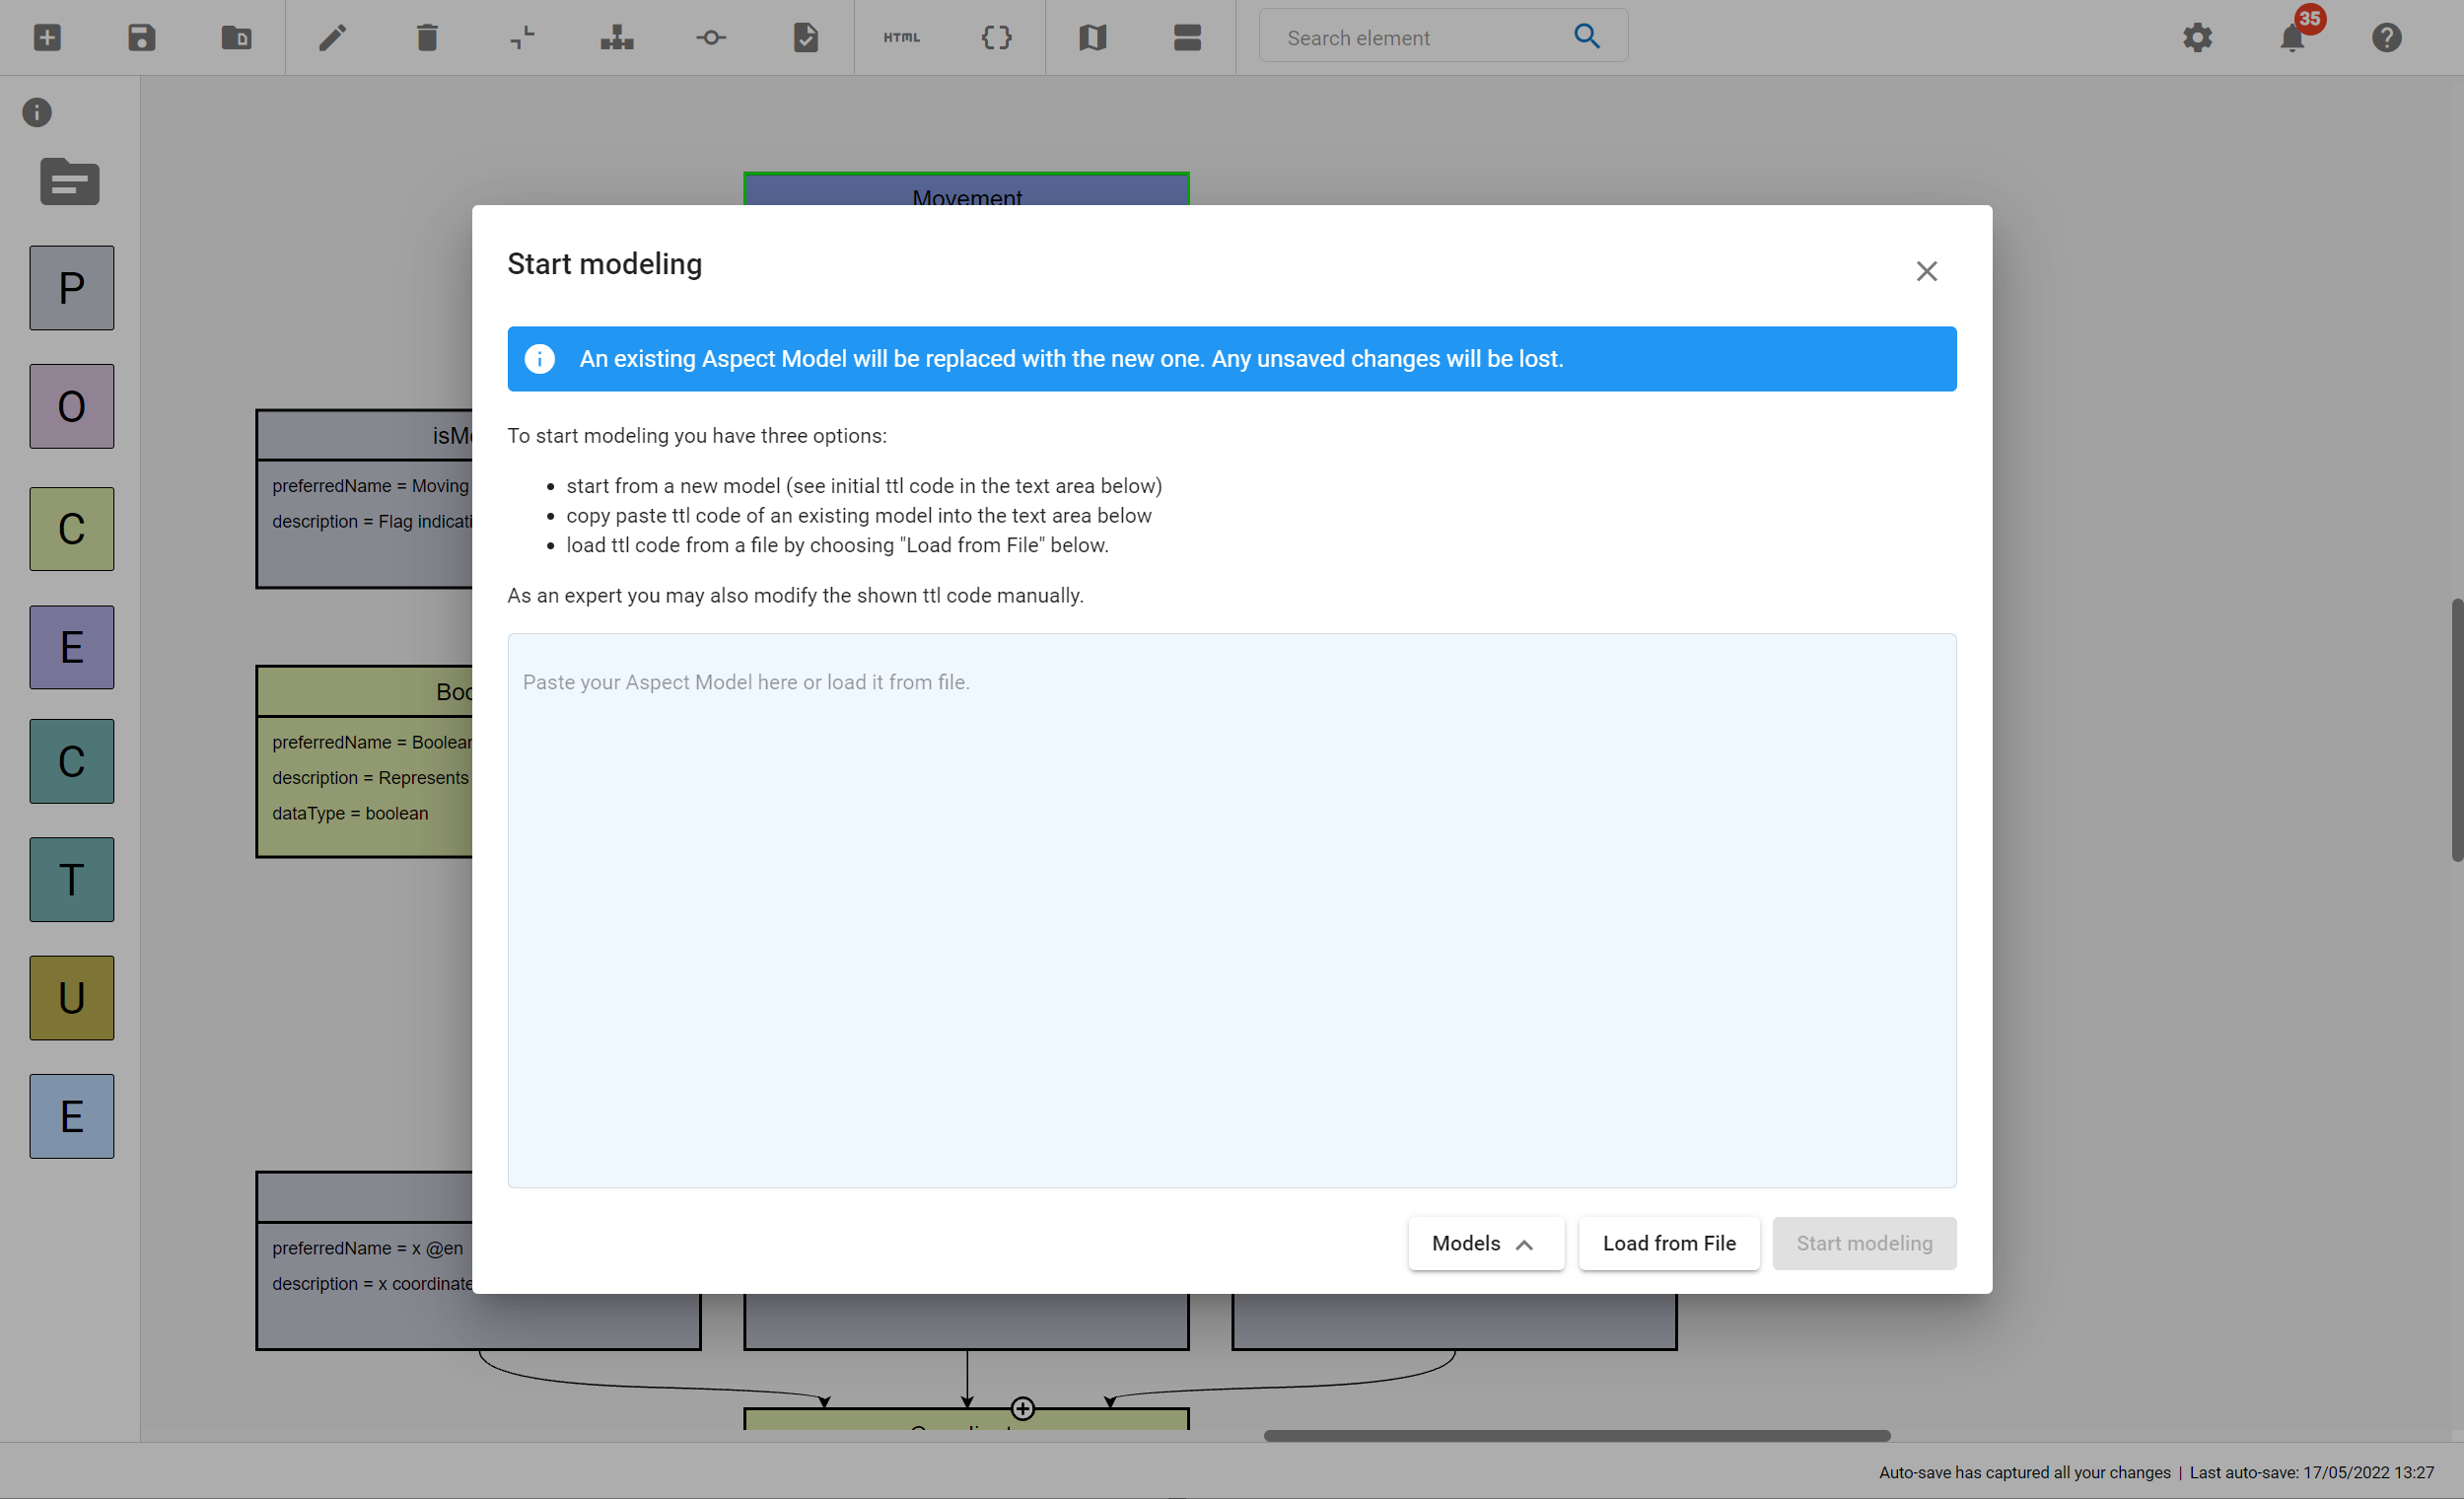 HTML
{}
Search element
35
Movement
Start modeling
An existing Aspect Model will be replaced with the new one. Any unsaved changes will be lost.
To start modeling you have three options:
start from a new model (see initial ttl code in the text area below)
copy paste ttl code of an existing model into the text area below
load ttl code from a file by choosing "Load from File" below.
As an expert you may also modify the shown ttl code manually.
Paste your Aspect Model here or load it from file.
Models
Load from File
Start modeling
P
O
C
E
C
T
U
E
preferredName = Moving
description = Flag
preferredName = Boolean
description = Represents
dataType = boolean
preferredName = x @en
description = x coordinate
Auto-save has captured all your changes | Last auto-save: 17/05/2022 13:27